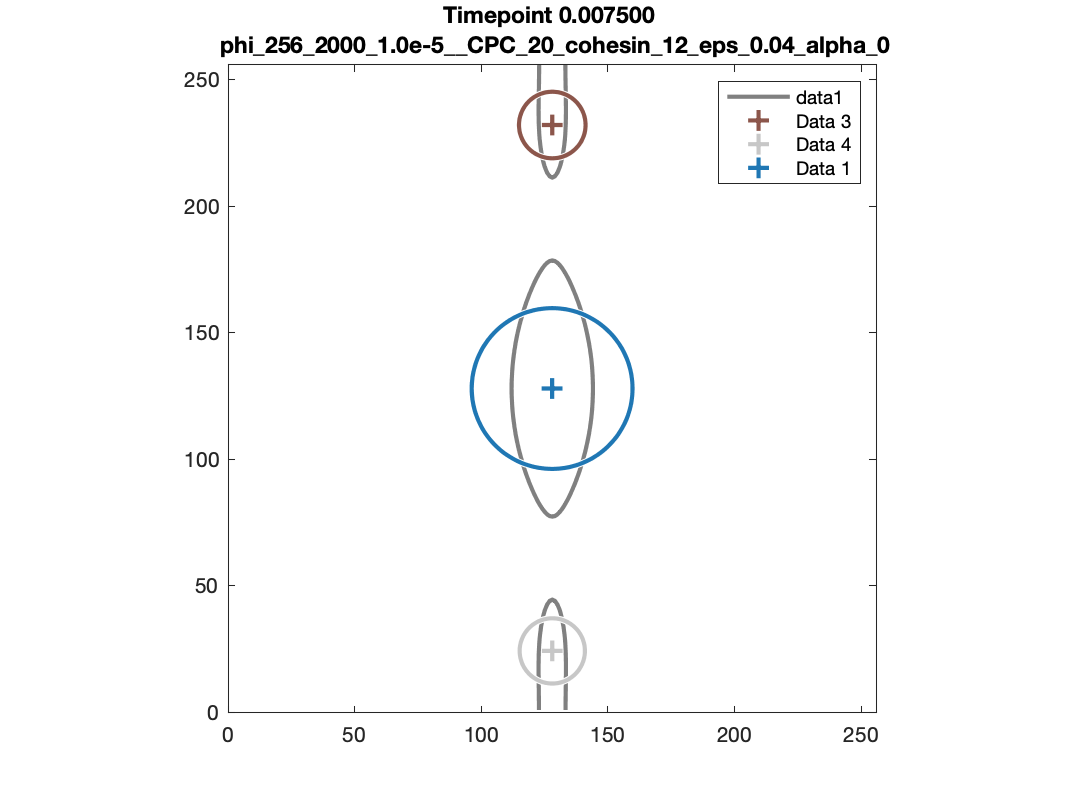 Timepoint 0.007500
phi_256_2000_1.0e-5__CPC_20_cohesin_12_eps_0.04_alpha_0
250
200
150
100
50
0
0 50 100 150 200 250
data1
Data 3
Data 4
Data 1